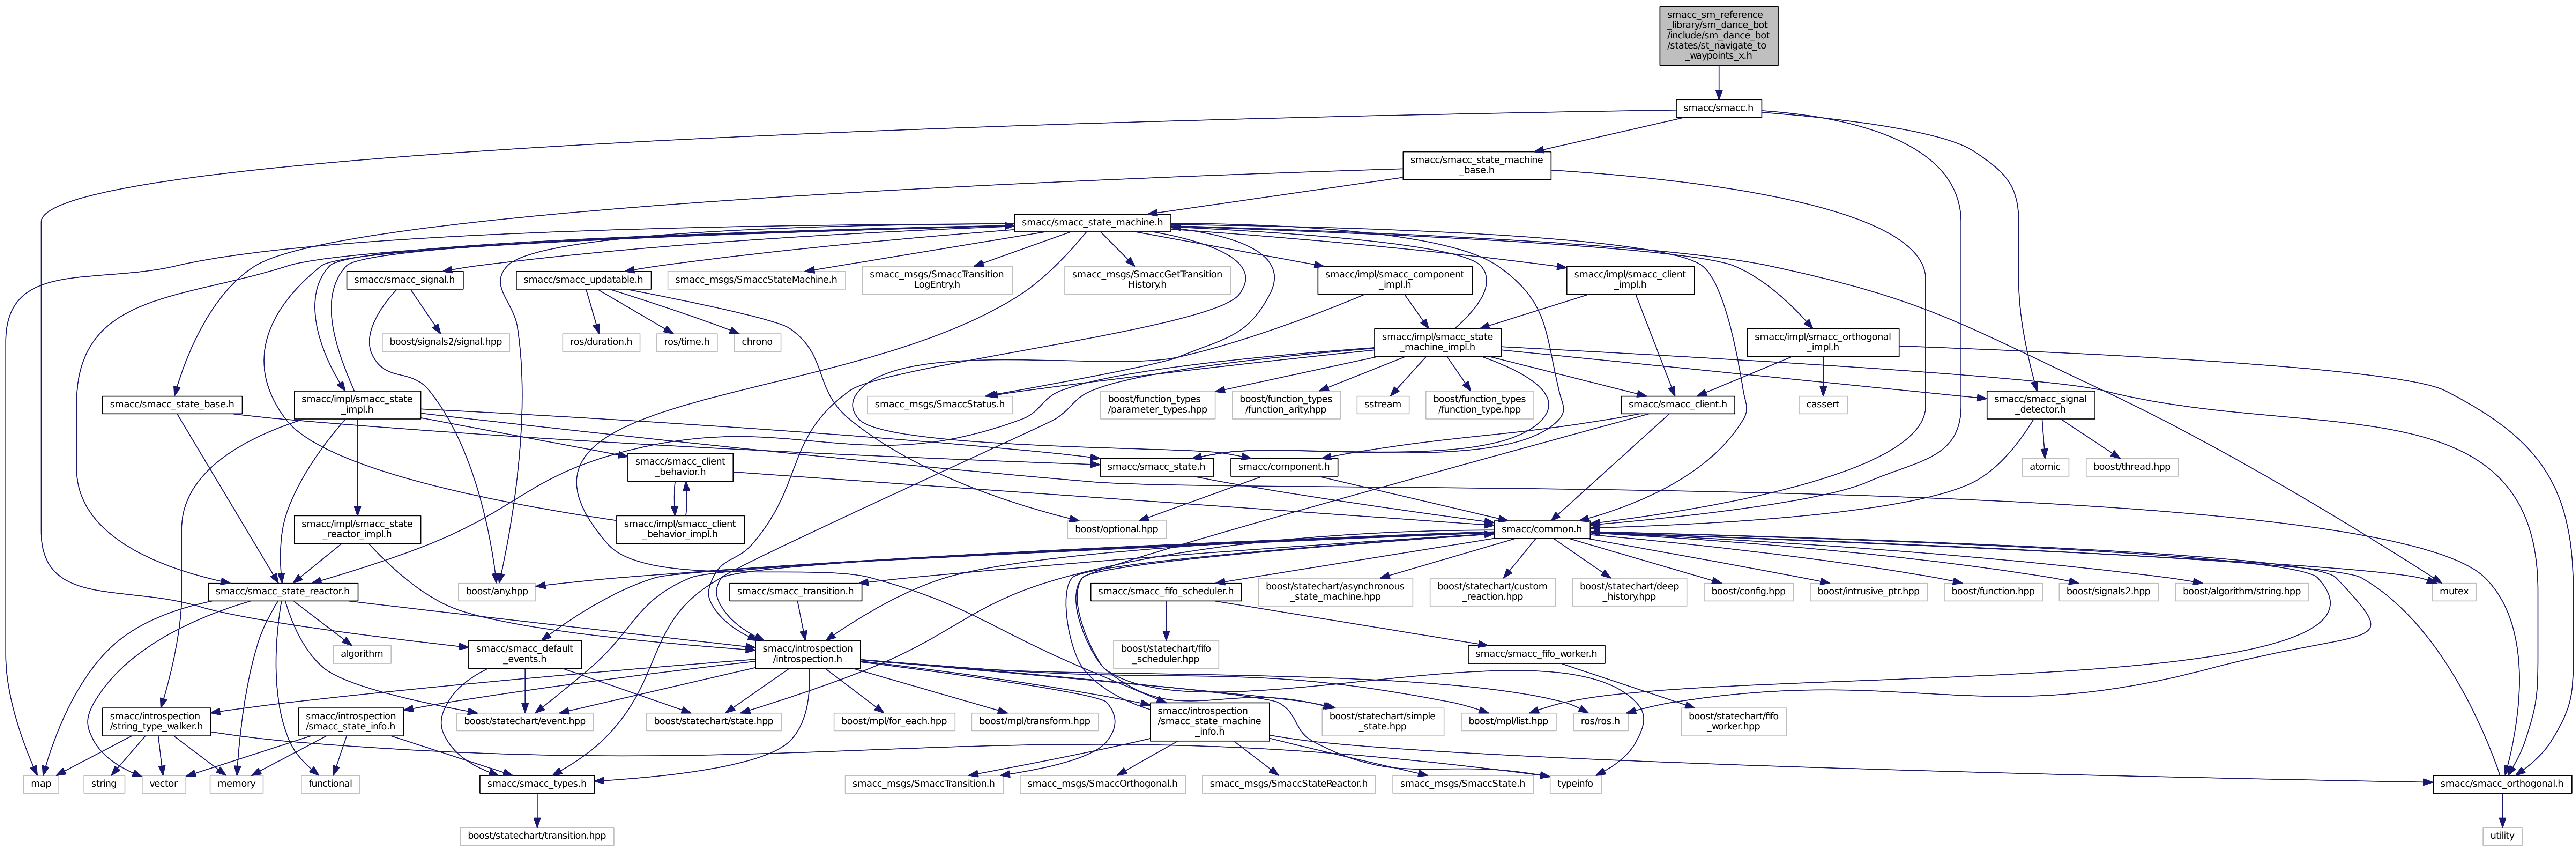 smacc_sm_reference
_library/sm_dance_bot
/include/sm_dance_bot
/states/st_navigate_to
_waypoints_x.h
smacc/smacc.h
smacc/smacc_state_machine
_base.h
smacc/smacc_state_machine.h
smacc/smacc_signal.h
smacc/smacc_updatable.h
smacc_msgs/SmaccStateMachine.h
smacc_msgs/SmaccTransition
LogEntry.h
smacc_msgs/SmaccGetTransition
History.h
smacc/impl/smacc_component
_impl.h
smacc/impl/smacc_client
_impl.h
boost/signals2/signal.hpp
ros/duration.h
ros/time.h
chrono
smacc/impl/smacc_state
_machine_impl.h
smacc/impl/smacc_orthogonal
_impl.h
smacc/smacc_state_base.h
smacc/impl/smacc_state
_impl.h
smacc_msgs/SmaccStatus.h
boost/function_types
/parameter_types.hpp
boost/function_types
/function_arity.hpp
sstream
boost/function_types
/function_type.hpp
smacc/smacc_client.h
cassert
smacc/smacc_signal
_detector.h
smacc/smacc_client
_behavior.h
smacc/smacc_state.h
smacc/component.h
atomic
boost/thread.hpp
smacc/impl/smacc_state
_reactor_impl.h
smacc/impl/smacc_client
_behavior_impl.h
boost/optional.hpp
smacc/common.h
smacc/smacc_state_reactor.h
boost/any.hpp
smacc/smacc_transition.h
smacc/smacc_fifo_scheduler.h
boost/statechart/asynchronous
_state_machine.hpp
boost/statechart/custom
_reaction.hpp
boost/statechart/deep
_history.hpp
boost/config.hpp
boost/intrusive_ptr.hpp
boost/function.hpp
boost/signals2.hpp
boost/algorithm/string.hpp
mutex
algorithm
smacc/smacc_default
_events.h
smacc/introspection
/introspection.h
boost/statechart/fifo
_scheduler.hpp
smacc/smacc_fifo_worker.h
smacc/introspection
/string_type_walker.h
smacc/introspection
/smacc_state_info.h
boost/statechart/event.hpp
boost/statechart/state.hpp
boost/mpl/for_each.hpp
boost/mpl/transform.hpp
smacc/introspection
/smacc_state_machine
_info.h
boost/statechart/simple
_state.hpp
boost/mpl/list.hpp
ros/ros.h
boost/statechart/fifo
_worker.hpp
map
string
vector
memory
functional
smacc/smacc_types.h
smacc_msgs/SmaccTransition.h
smacc_msgs/SmaccOrthogonal.h
smacc_msgs/SmaccStateReactor.h
smacc_msgs/SmaccState.h
typeinfo
smacc/smacc_orthogonal.h
boost/statechart/transition.hpp
utility